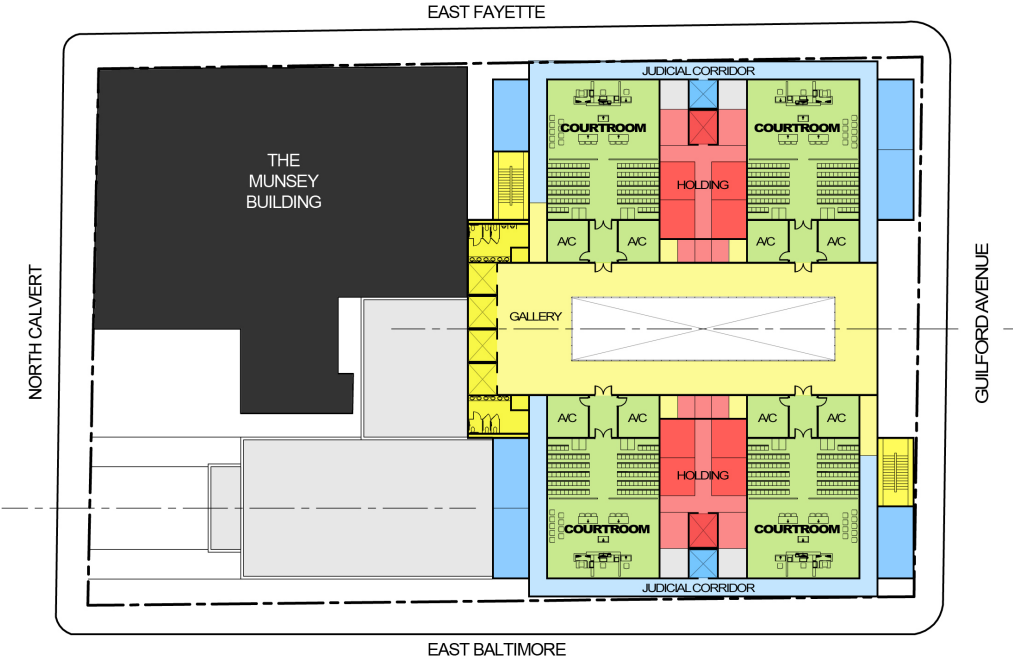 EAST FAYETTE
JUDICIAL CORRIDOR
COURTROOM
COURTROOM
THE
MUNSEY
BUILDING
HOLDING
A/C
A/C
A/C
A/C
NORTH CALVERT
GALLERY
GUILFORD AVENUE
A/C
A/C
A/C
A/C
HOLDING
COURTROOM
COURTROOM
JUDICIAL CORRIDOR
EAST BALTIMORE